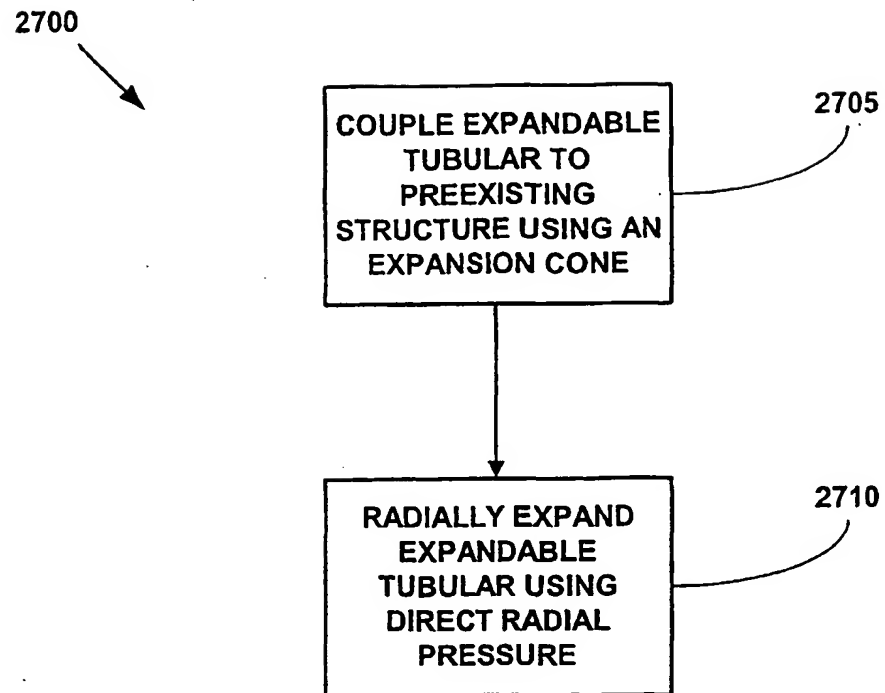 2700
COUPLE EXPANDABLE
TUBULAR TO
PREEXISTING
STRUCTURE USING AN
EXPANSION CONE
2705
RADIALLY EXPAND
EXPANDABLE
TUBULAR USING
DIRECT RADIAL
PRESSURE
2710